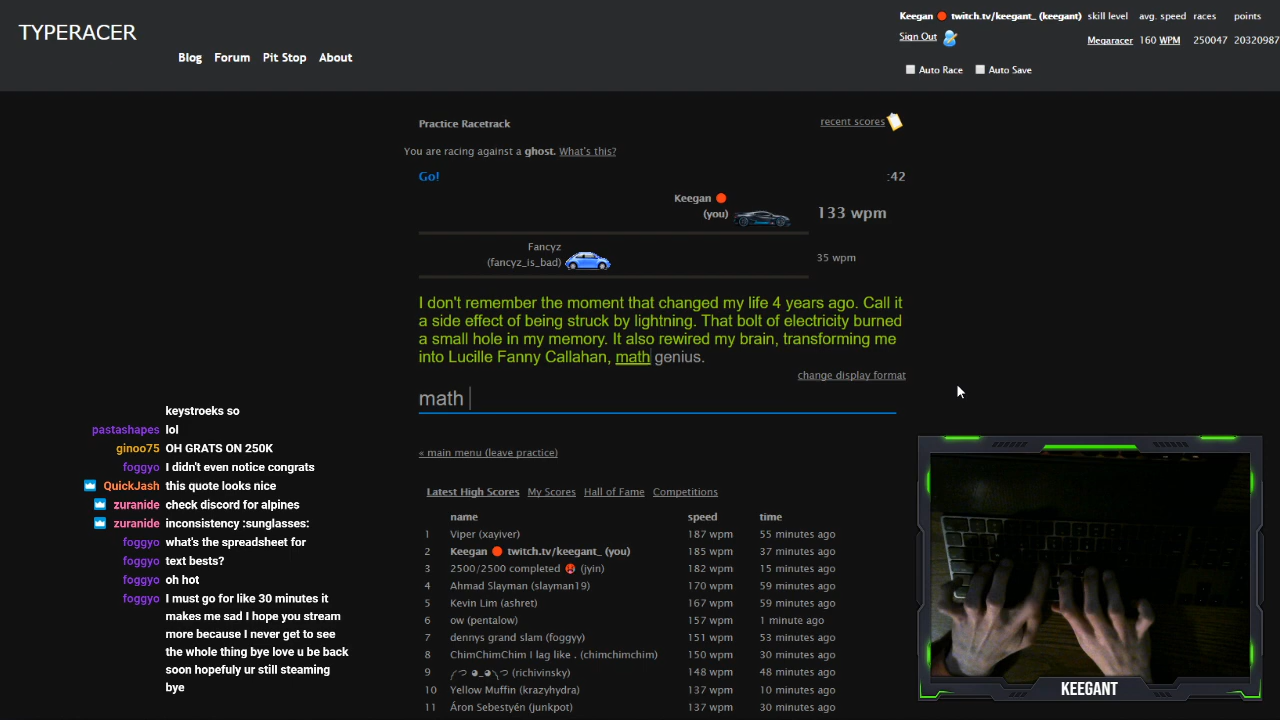 TYPERACER
Blog Forum Pit Stop About
Keegan twitch.tv/keegant_ (keegant) skill level avg. speed races points
Sign Out Megaracer 160 WPM 250047 20320987
Auto Race Auto Save
Practice Racetrack recent scores
You are racing against a ghost. What's this?
Go! :42
Keegan
(you) 133 wpm
Fancyz
(fancyz_is_bad) 35 wpm
I don't remember the moment that changed my life 4 years ago. Call it
a side effect of being struck by lightning. That bolt of electricity burned
a small hole in my memory. It also rewired my brain, transforming me
into Lucille Fanny Callahan, math genius.
change display format
math
« main menu (leave practice)
Latest High Scores My Scores Hall of Fame Competitions
name speed time
1 Viper (xayiver) 187 wpm 55 minutes ago
2 Keegan twitch.tv/keegant_ (you) 185 wpm 37 minutes ago
3 2500/2500 completed (jyin) 182 wpm 15 minutes ago
4 Ahmad Slayman (slayman19) 170 wpm 59 minutes ago
5 Kevin Lim (ashret) 167 wpm 59 minutes ago
6 ow (pentalow) 157 wpm 1 minute ago
7 dennys grand slam (foggyy) 151 wpm 53 minutes ago
8 ChimChimChim I lag like . (chimchimchim) 150 wpm 30 minutes ago
9 (richivinsky) 148 wpm 48 minutes ago
10 Yellow Muffin (krazyhydra) 137 wpm 10 minutes ago
11 Áron Sebestyén (junkpot) 137 wpm 30 minutes ago
keystroeks so
pastashapes lol
ginoo75 OH GRATS ON 250K
foggyo I didn't even notice congrats
QuickJash this quote looks nice
zuranide check discord for alpines
zuranide inconsistency :sunglasses:
foggyo what's the spreadsheet for
foggyo text bests?
foggyo oh hot
foggyo I must go for like 30 minutes it
makes me sad I hope you stream
more because I never get to see
the whole thing bye love u be back
soon hopefuly ur still steaming
bye
KEEGANT